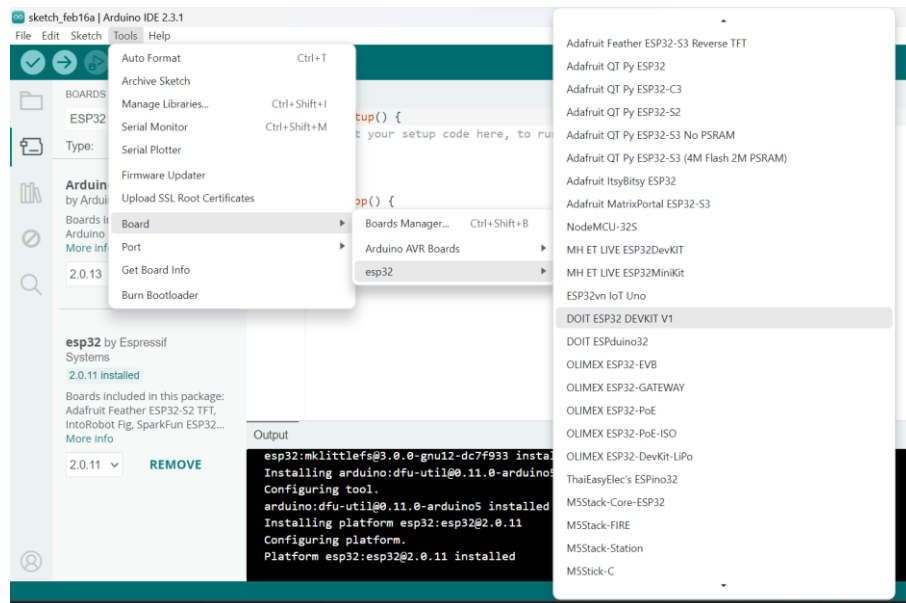 sketch_feb16a | Arduino IDE 2.3.1
File Edit Sketch Tools Help
Auto Format Ctrl+T
Archive Sketch
Manage Libraries... Ctrl+Shift+I
Serial Monitor Ctrl+Shift+M
Serial Plotter
Firmware Updater
Upload SSL Root Certificates
Board
Port
Get Board Info
Burn Bootloader
Boards Manager... Ctrl+Shift+B
Arduino AVR Boards
esp32
Adafruit Feather ESP32-S3 Reverse TFT
Adafruit QT Py ESP32
Adafruit QT Py ESP32-C3
Adafruit QT Py ESP32-S2
Adafruit QT Py ESP32-S3 No PSRAM
Adafruit QT Py ESP32-S3 (4M Flash 2M PSRAM)
Adafruit ItsyBitsy ESP32
Adafruit MatrixPortal ESP32-S3
NodeMCU-32S
MH ET LIVE ESP32DevKIT
MH ET LIVE ESP32MiniKit
ESP32vn IoT Uno
DOIT ESP32 DEVKIT V1
DOIT ESPduino32
OLIMEX ESP32-EVB
OLIMEX ESP32-GATEWAY
OLIMEX ESP32-PoE
OLIMEX ESP32-PoE-ISO
OLIMEX ESP32-DevKit-LiPo
ThaiEasyElec's ESPino32
M5Stack-Core-ESP32
M5Stack-FIRE
M5Stack-Station
M5Stick-C
BOARDS
ESP32
Type:
Arduin
by Ardui
Boards in
Arduino
More inf
2.0.13
esp32 by Espressif
Systems
2.0.11 installed
Boards included in this package:
Adafruit Feather ESP32-S2 TFT,
IntoRobot Fig, SparkFun ESP32...
More info
2.0.11 REMOVE
tup() {
t your setup code here, to ru
op() {
Output
esp32:mklittlefs@3.0.0-gnu12-dc7f933 insta
Installing arduino:dfu-util@0.11.0-arduino5
Configuring tool.
arduino:dfu-util@0.11.0-arduino5 installed
Installing platform esp32:esp32@2.0.11
Configuring platform.
Platform esp32:esp32@2.0.11 installed